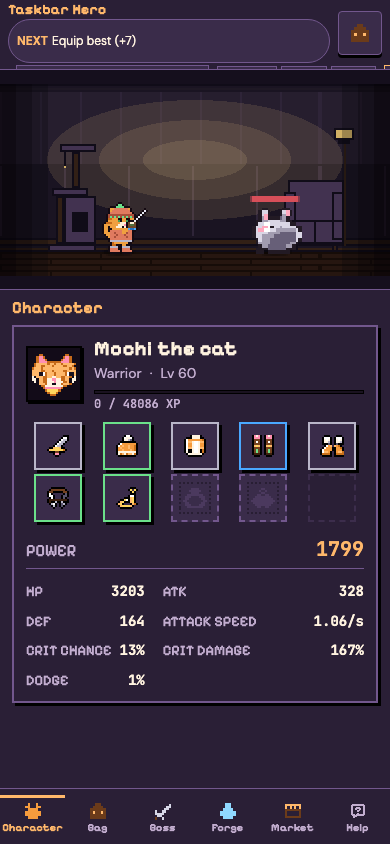 Taskbar Hero
NEXT Equip best (+7)
Character
Mochi the cat
Warrior · Lv 60
0 / 48086 XP
POWER 1799
HP 3203 ATK 328
DEF 164 ATTACK SPEED 1.06/s
CRIT CHANCE 13% CRIT DAMAGE 167%
DODGE 1%
Character Bag Boss Forge Market Help